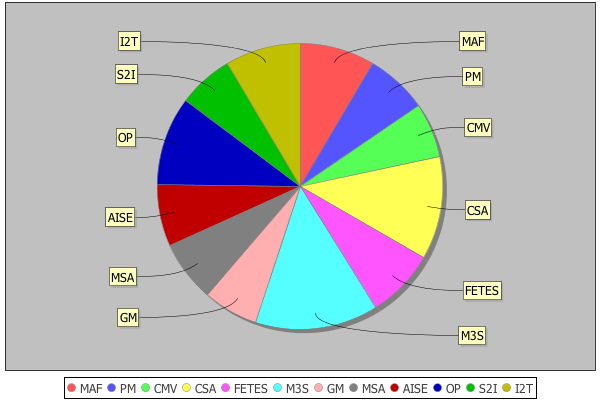 I2T
MAF
S2I
PM
OP
CMV
AISE
CSA
MSA
FETES
GM
M3S
MAF PM CMV CSA FETES M3S GM MSA AISE OP S2I I2T